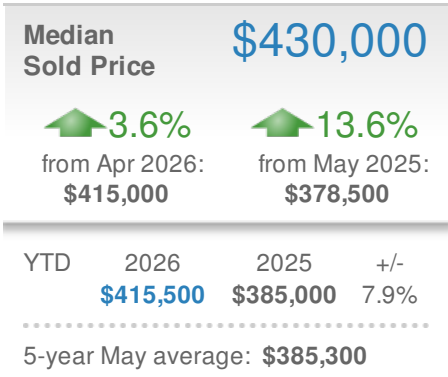 Median
Sold Price
$430,000
3.6%
from Apr 2026:
$415,000
13.6%
from May 2025:
$378,500
YTD 2026 2025 +/-
$415,500 $385,000 7.9%
5-year May average: $385,300